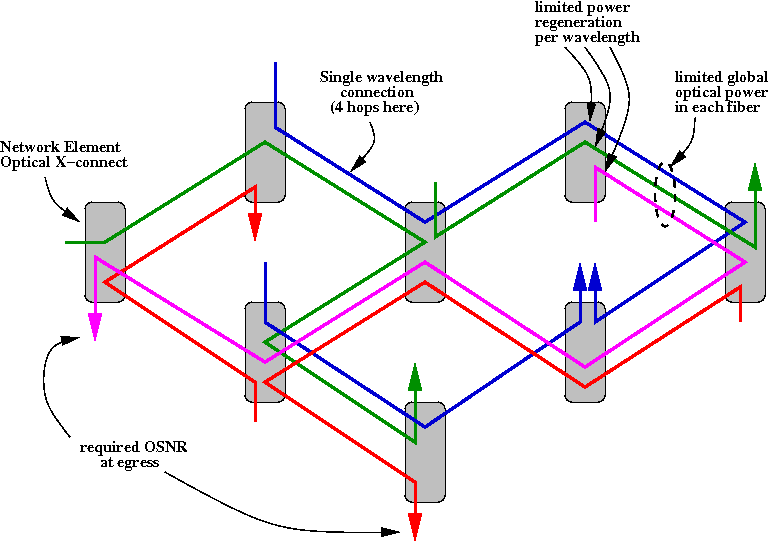 limited power
regeneration
per wavelength
Single wavelength
connection
(4 hops here)
limited global
optical power
in each fiber
Network Element
Optical X−connect
required OSNR
at egress